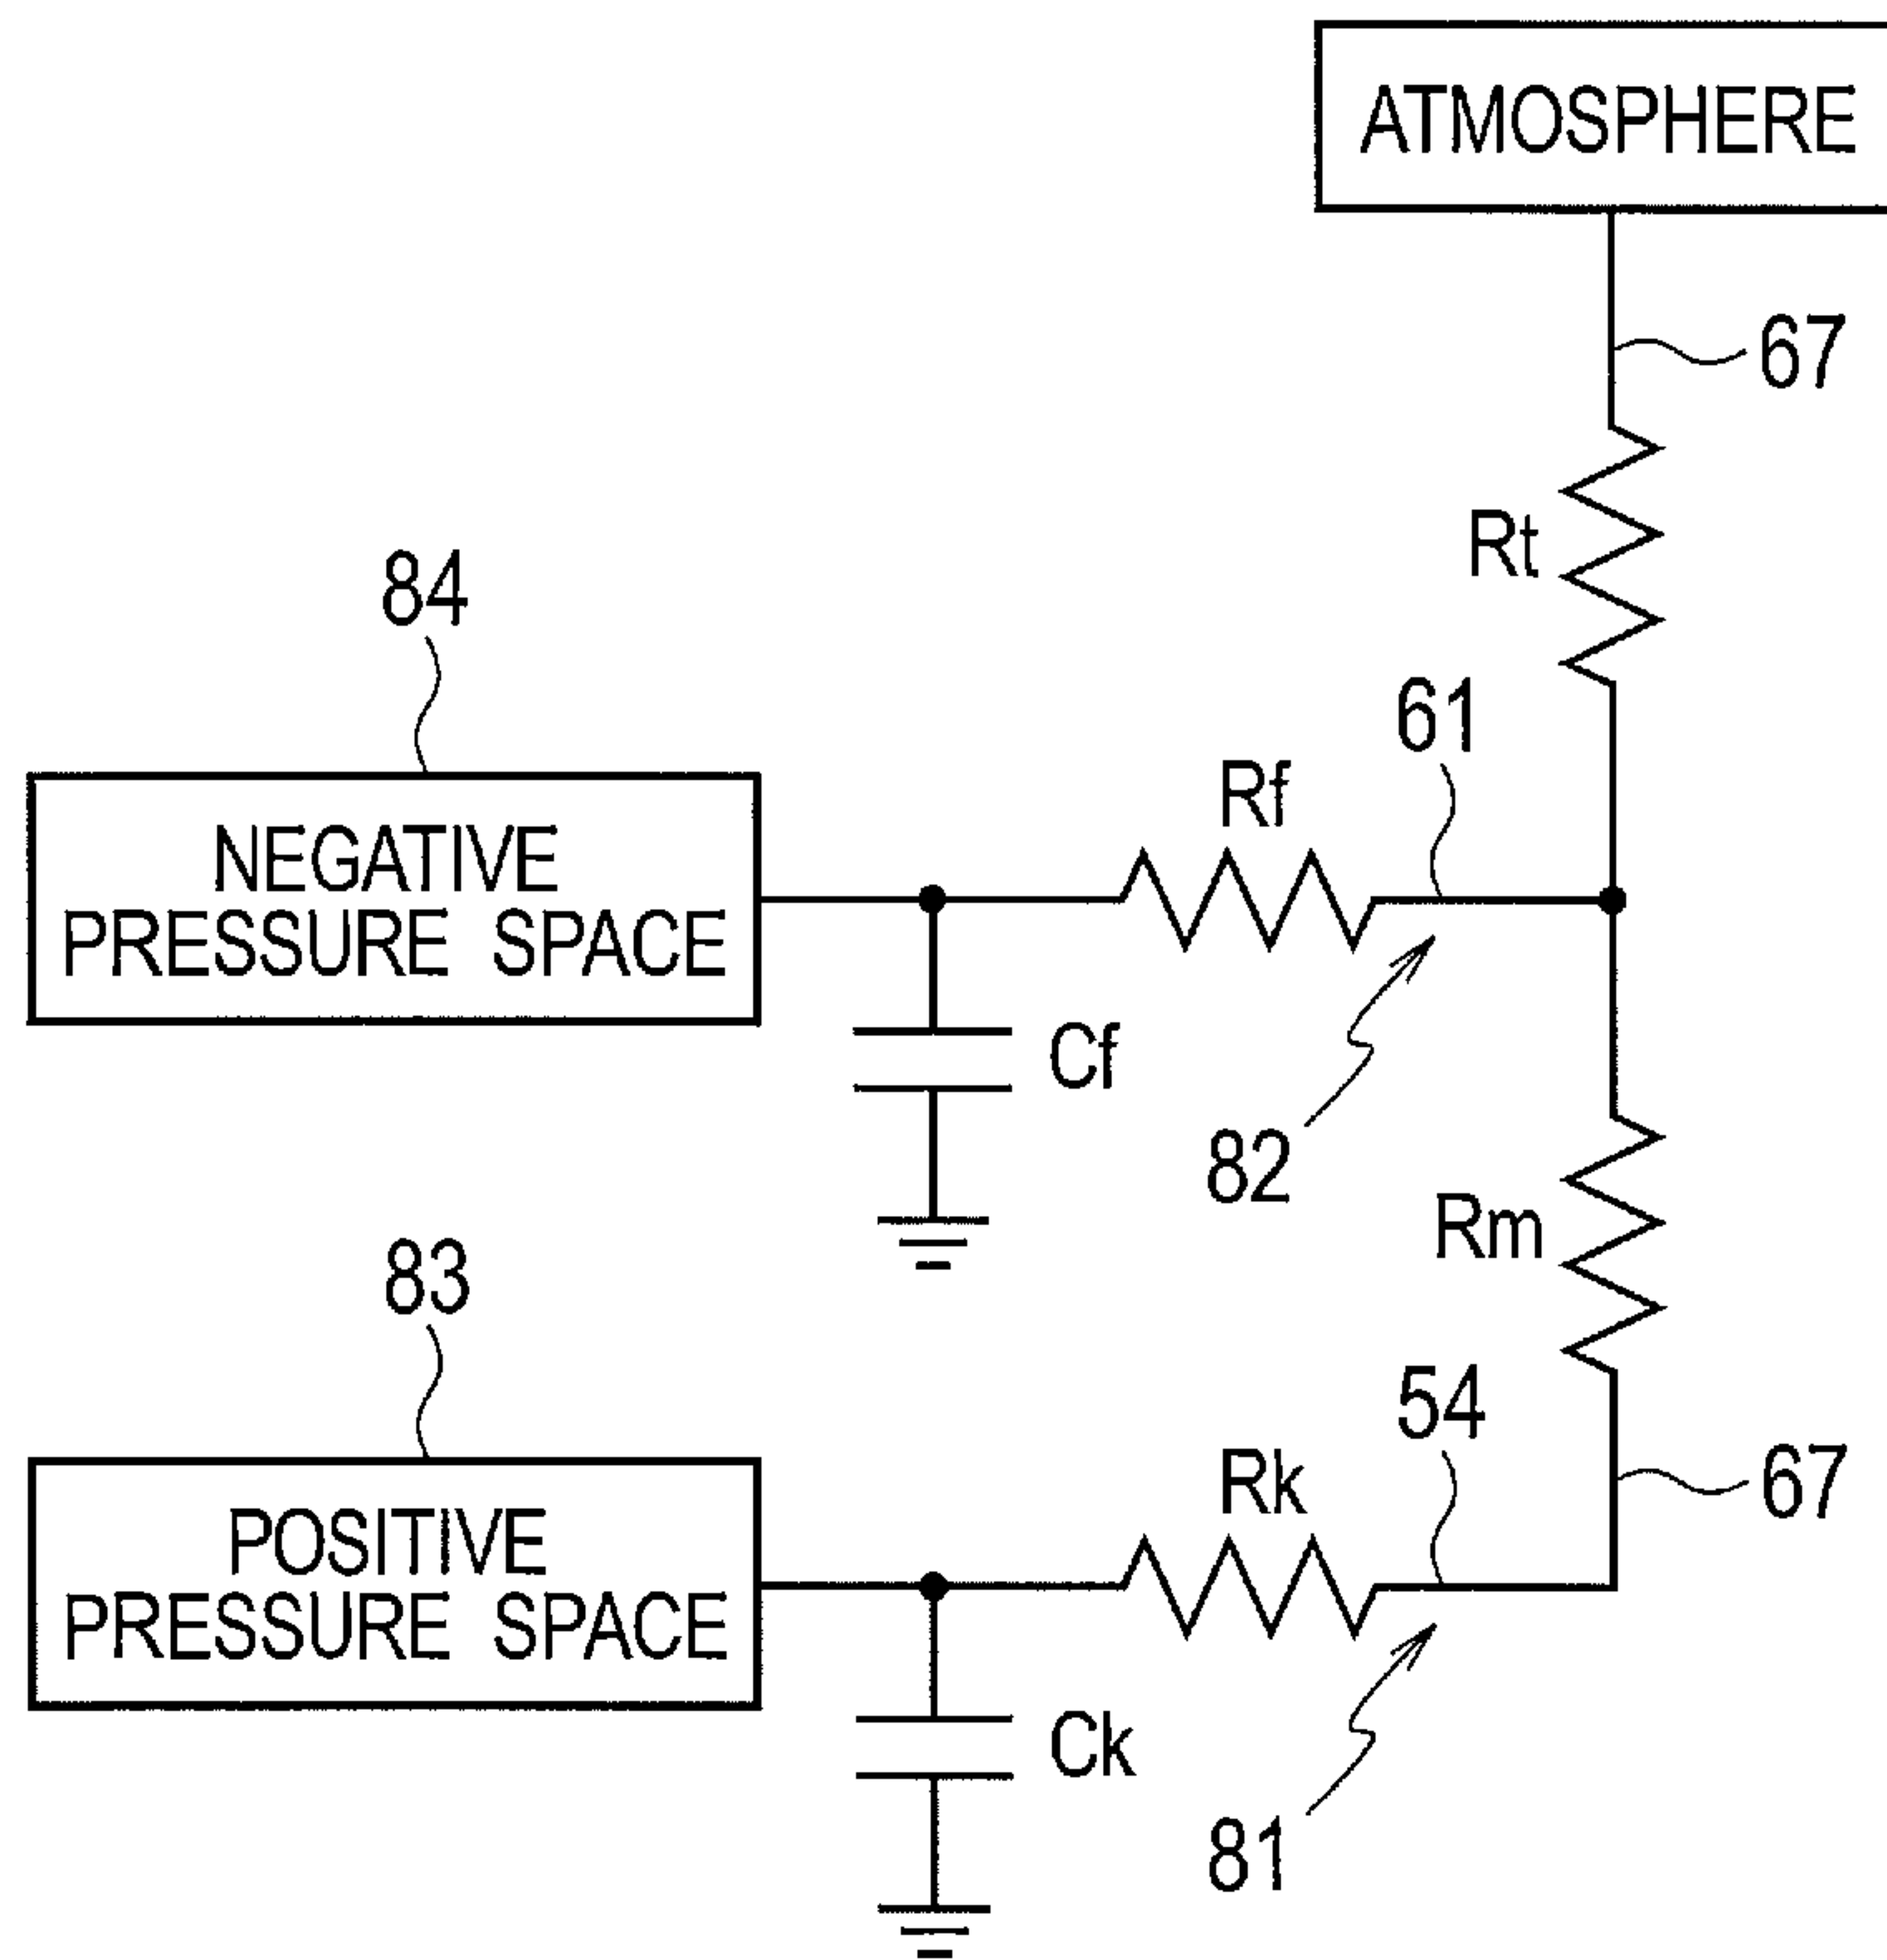 ATMOSPHERE
67
Rt
84
61
Rf
NEGATIVE
PRESSURE SPACE
Cf
82
Rm
83
54
Rk
67
POSITIVE
PRESSURE SPACE
Ck
81